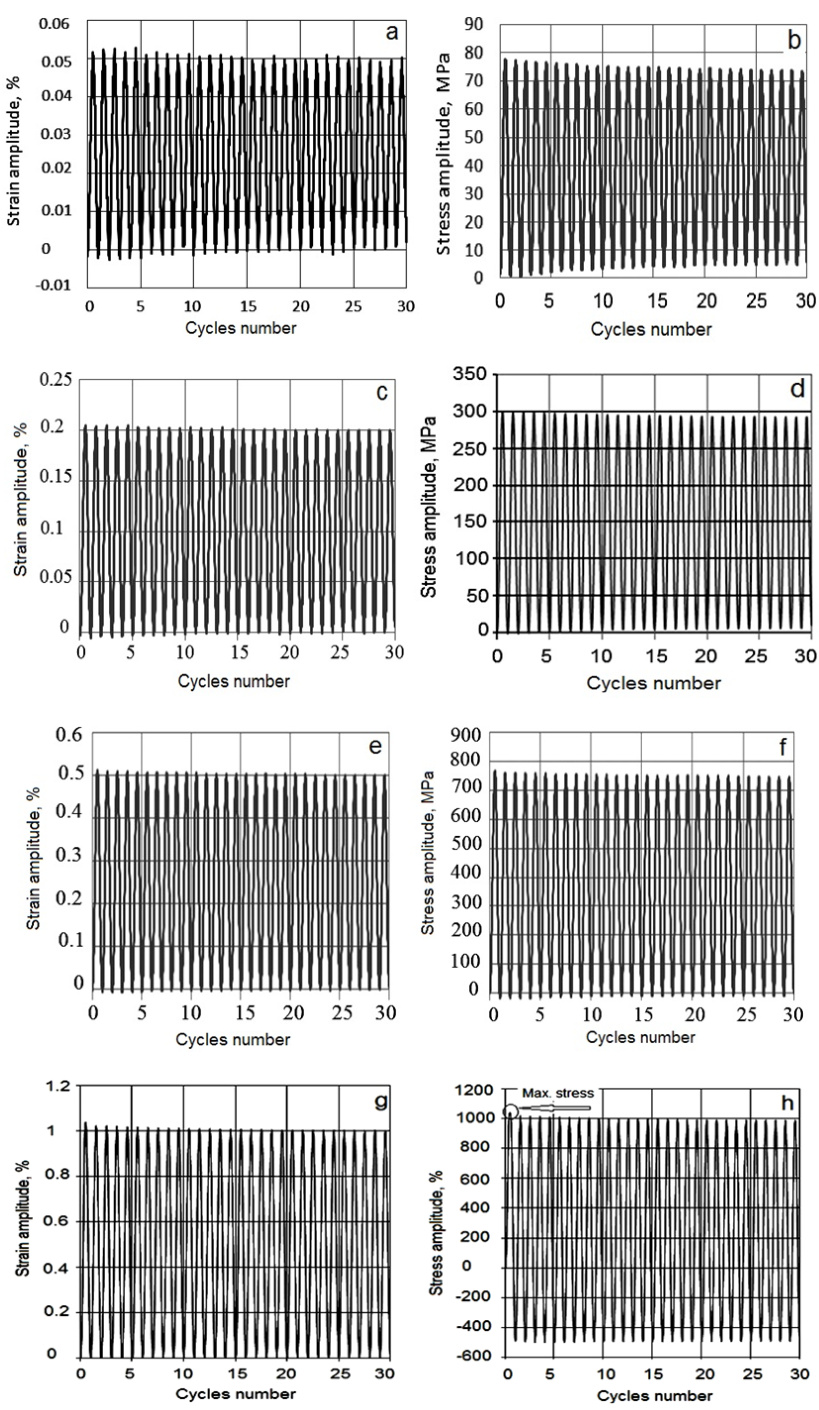 a
0.06
0.05
0.04
0.03
0.02
0.01
0
-0.01
Strain amplitude, %
0 5 10 15 20 25 30
Cycles number
b
90
80
70
60
50
40
30
20
10
0
Stress amplitude, MPa
0 5 10 15 20 25 30
Cycles number
c
0.25
0.2
0.15
0.1
0.05
0
Strain amplitude, %
0 5 10 15 20 25 30
Cycles number
d
350
300
250
200
150
100
50
0
Stress amplitude, MPa
0 5 10 15 20 25 30
Cycles number
e
0.6
0.5
0.4
0.3
0.2
0.1
0
Strain amplitude, %
0 5 10 15 20 25 30
Cycles number
f
900
800
700
600
500
400
300
200
100
0
Stress amplitude, MPa
0 5 10 15 20 25 30
Cycles number
g
1.2
1
0.8
0.6
0.4
0.2
0
Strain amplitude, %
0 5 10 15 20 25 30
Cycles number
h
Max. stress
1200
1000
800
600
400
200
0
-200
-400
-600
Stress amplitude, %
0 5 10 15 20 25 30
Cycles number